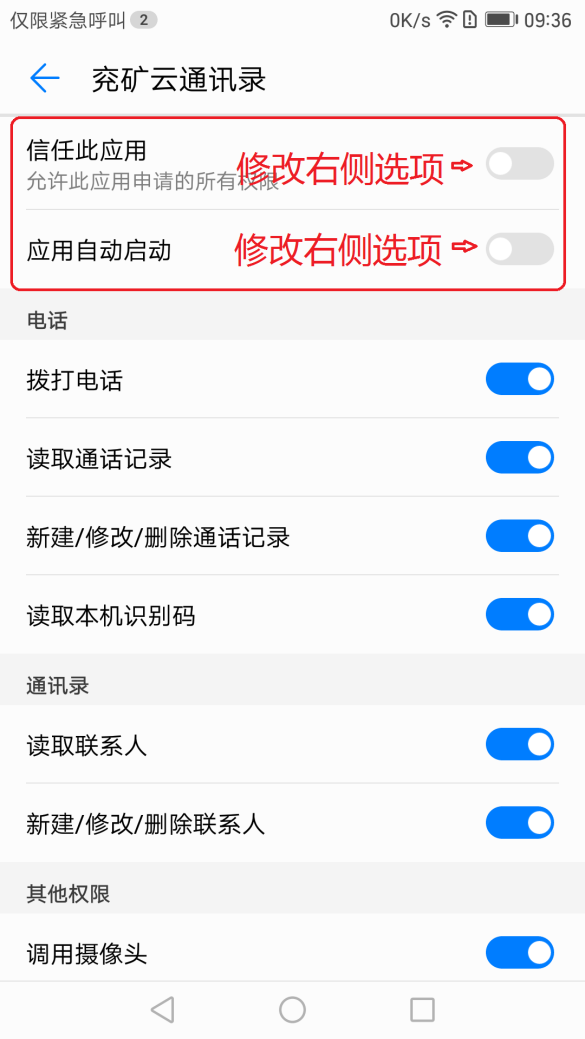 仅限紧急呼叫 2 0K/s 09:36
兖矿云通讯录
信任此应用
允许此应用申请的所有权限
修改右侧选项
应用自动启动 修改右侧选项
电话
拨打电话
读取通话记录
新建/修改/删除通话记录
读取本机识别码
通讯录
读取联系人
新建/修改/删除联系人
其他权限
调用摄像头